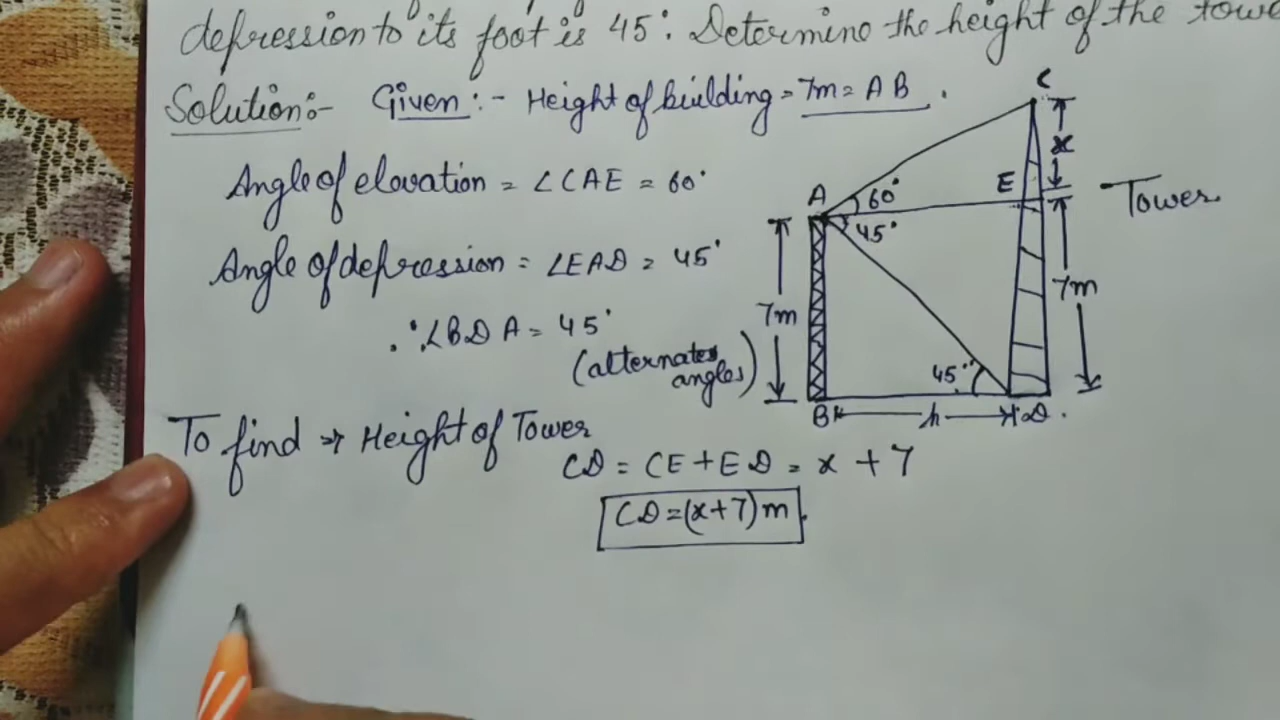 depression to its foot is 45°. Determine the height of the towe
Solution:- Given:- Height of building = 7m = AB.
Angle of elevation = ∠CAE = 60°
Angle of depression = ∠EAD = 45°
∴ ∠BDA = 45°
(alternates angles)
To find ⇒ Height of Tower
CD = CE + ED = x + 7
CD = (x+7) m.
C
x
E
Tower
A
60°
45°
7m
7m
45°
B
h
D